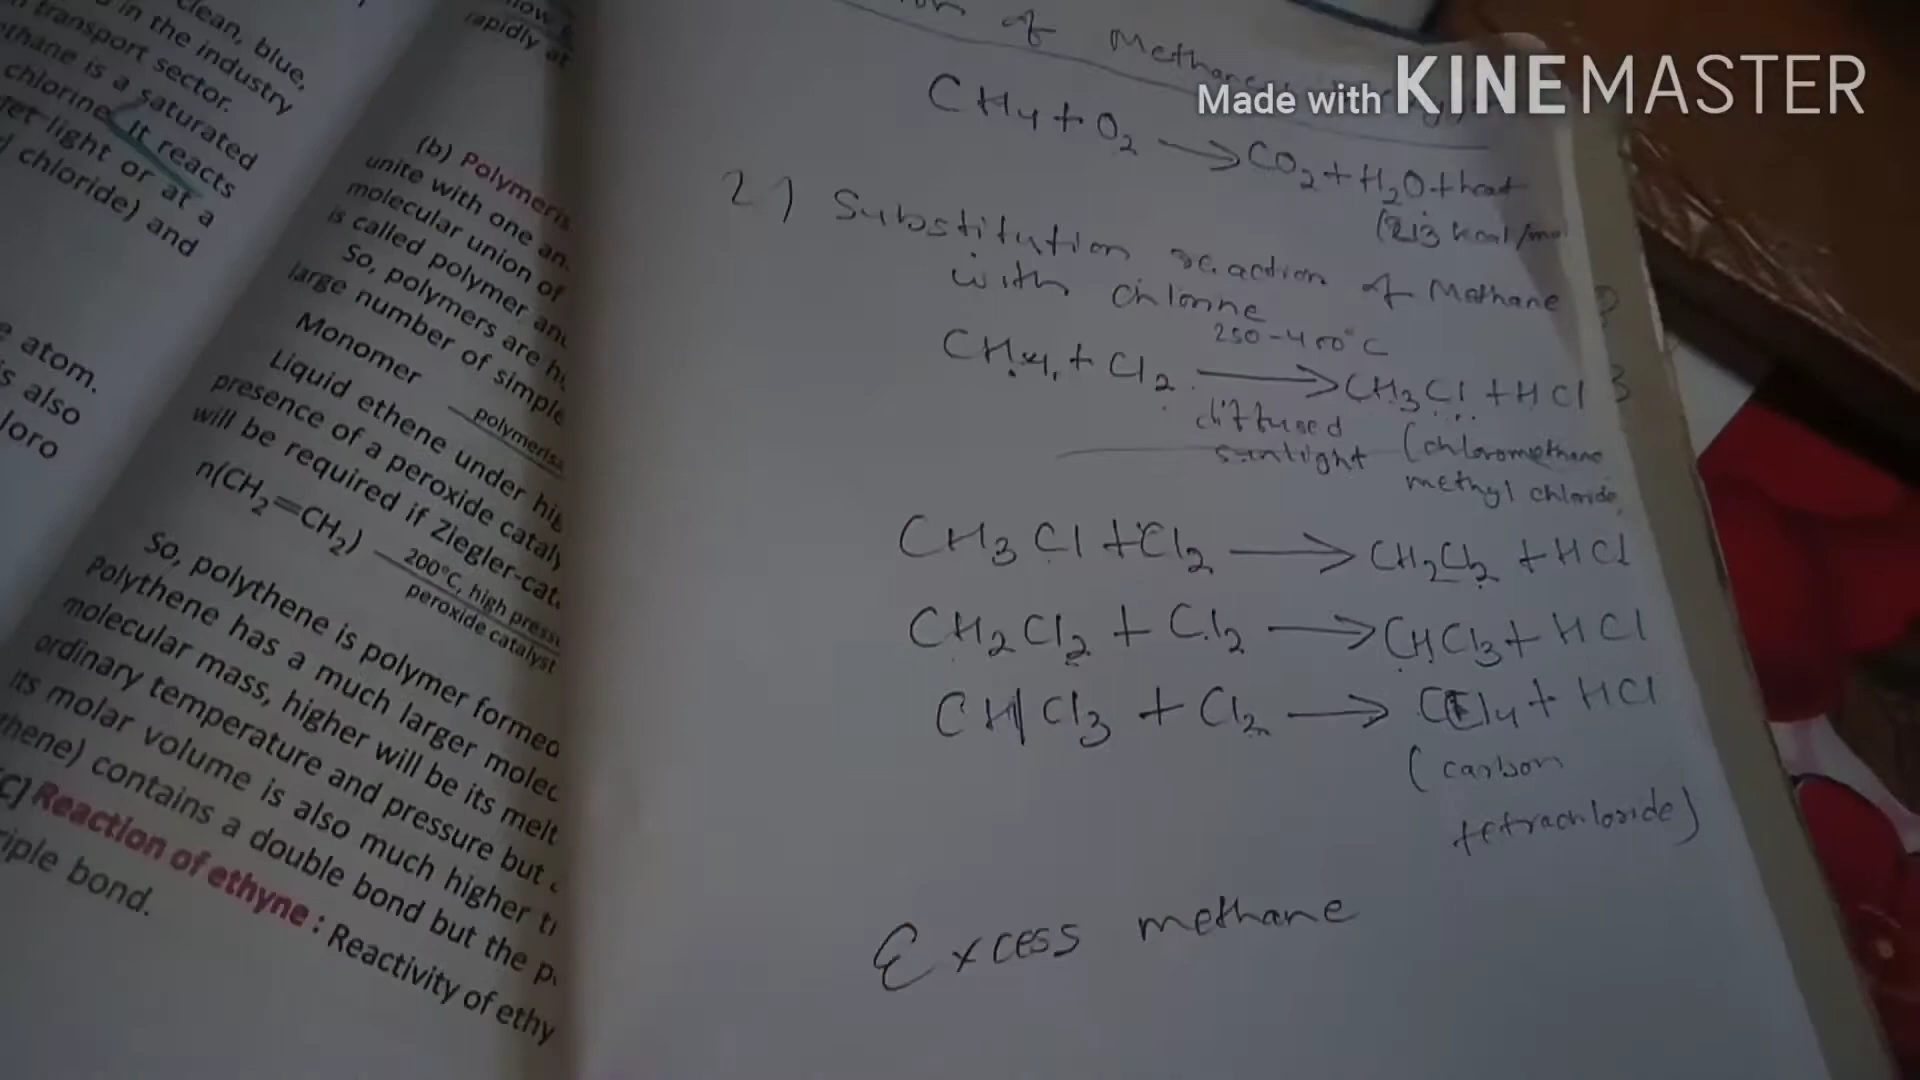 clean, blue,
in the industry
transport sector.
thane is a saturated
chlorine. It reacts
light or at a
chloride) and
e atom.
is also
loro
rapidly at
(b) Polymeris
unite with one an
molecular union of
is called polymer and
So, polymers are
large number of simple
Monomer polymerisa
Liquid ethene under hig
presence of a peroxide cataly
will be required if Ziegler-cat
n(CH₂=CH₂) 200°C, high press
peroxide catalyst
So, polythene is polymer formed
Polythene has a much larger molec
molecular mass, higher will be its melt
ordinary temperature and pressure but
its molar volume is also much higher
hene) contains a double bond but the p
(C) Reaction of ethyne : Reactivity of ethy
riple bond.
of Methane
Made with KINEMASTER
CH4 + O2 → CO2 + H2O + heat
(213 kcal/mol
2) Substitution reaction of Methane
with chlorine
250-400°C
CH4 + Cl2 → CH3Cl + HCl
diffused
sunlight (chloromethane
methyl chloride
CH3Cl + Cl2 → CH2Cl2 + HCl
CH2Cl2 + Cl2 → CHCl3 + HCl
CHCl3 + Cl2 → CCl4 + HCl
(carbon
tetrachloride)
Excess methane